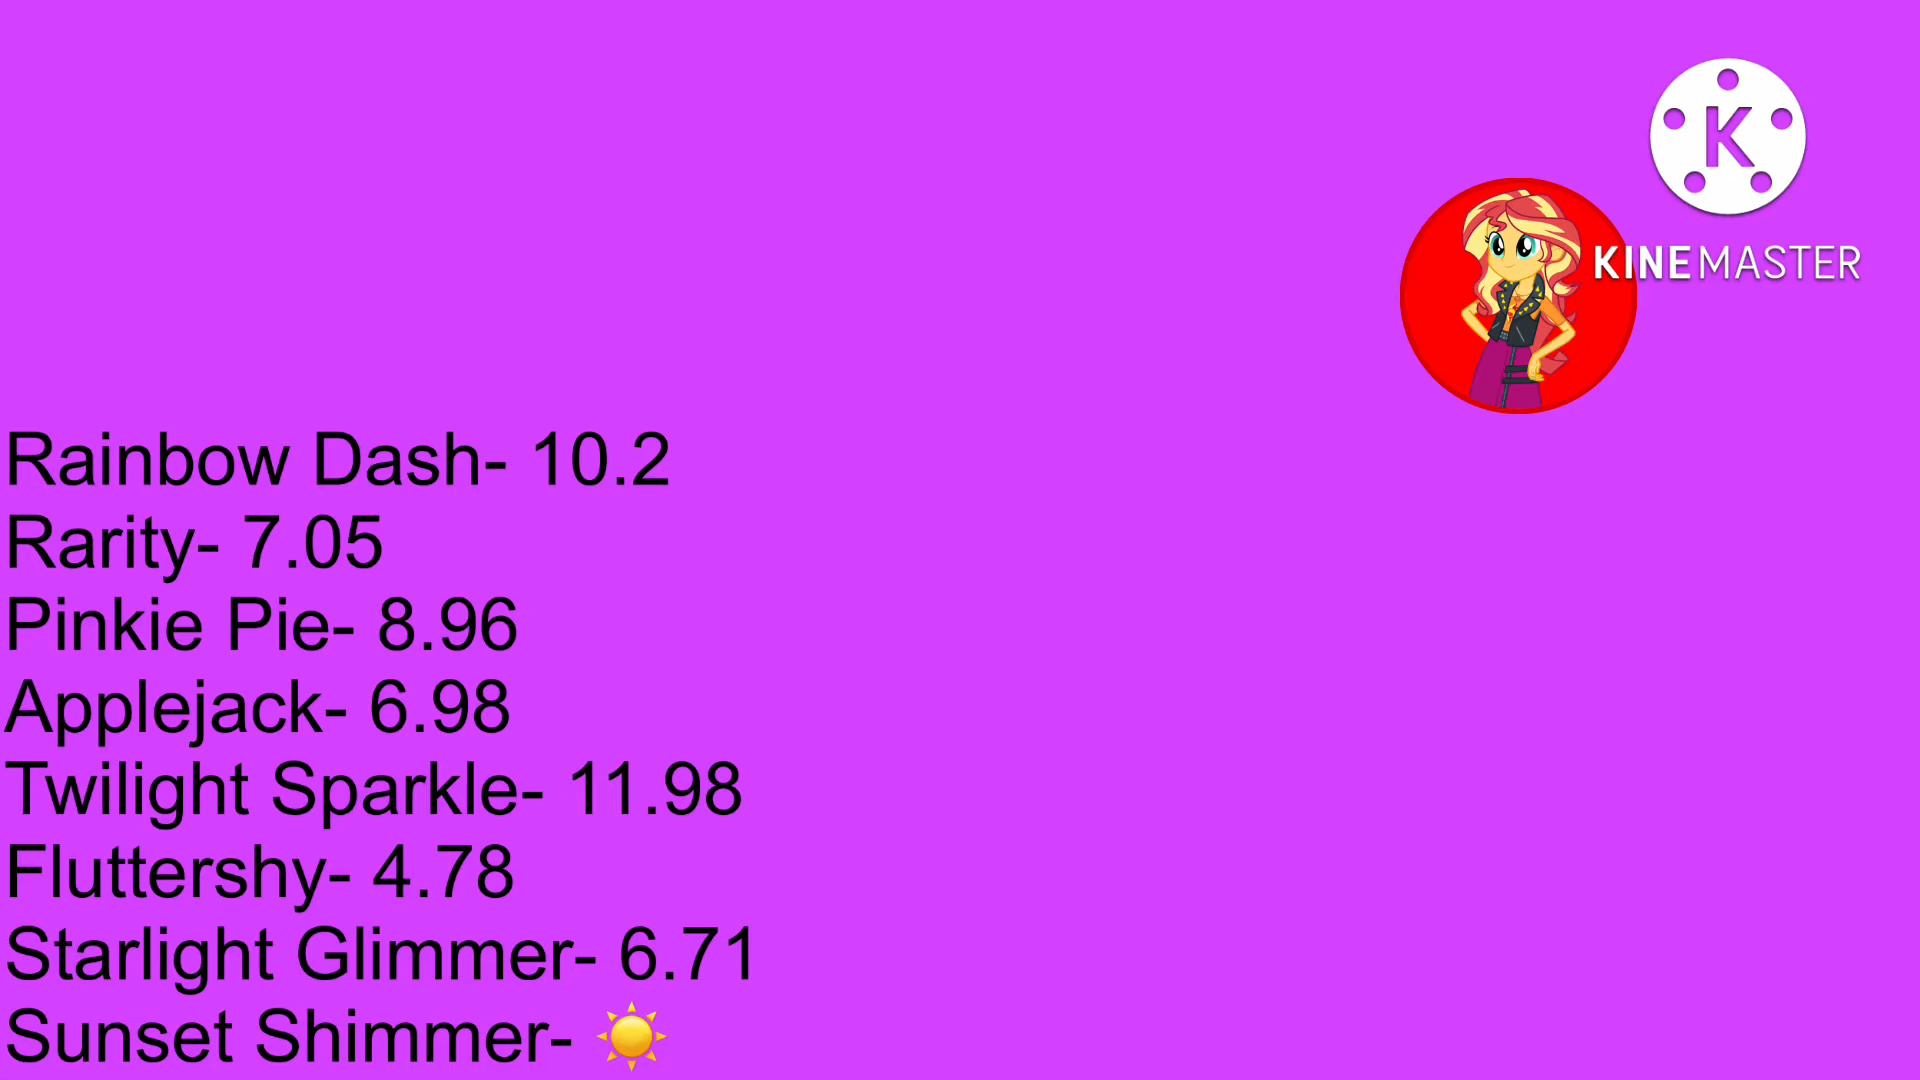 K
KINEMASTER
Rainbow Dash- 10.2
Rarity- 7.05
Pinkie Pie- 8.96
Applejack- 6.98
Twilight Sparkle- 11.98
Fluttershy- 4.78
Starlight Glimmer- 6.71
Sunset Shimmer- ☀️